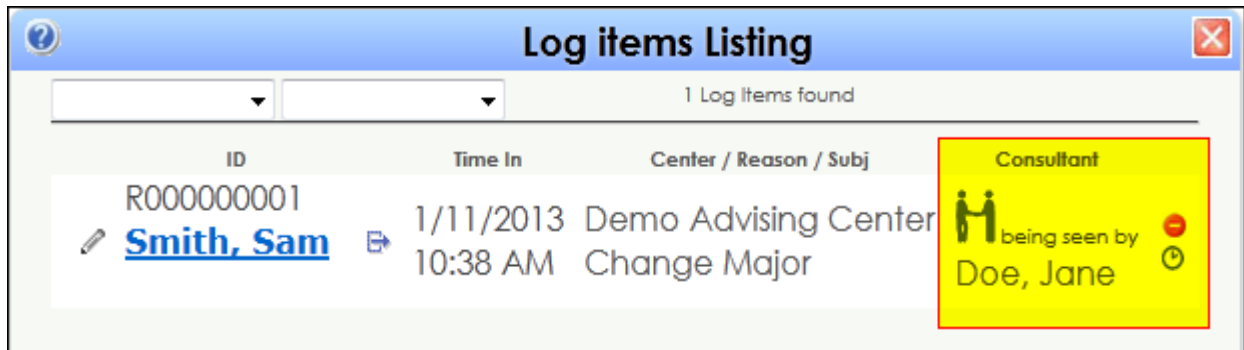 Log items Listing
1 Log Items found
ID Time In Center / Reason / Subj Consultant
R000000001
Smith, Sam
1/11/2013
10:38 AM
Demo Advising Center
Change Major
being seen by
Doe, Jane